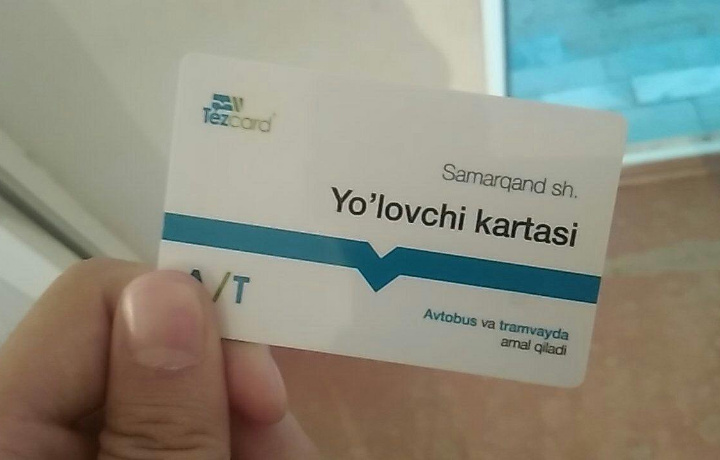 Tezcard
Samarqand sh.
Yo'lovchi kartasi
A/T
Avtobus va tramvayda
amal qiladi